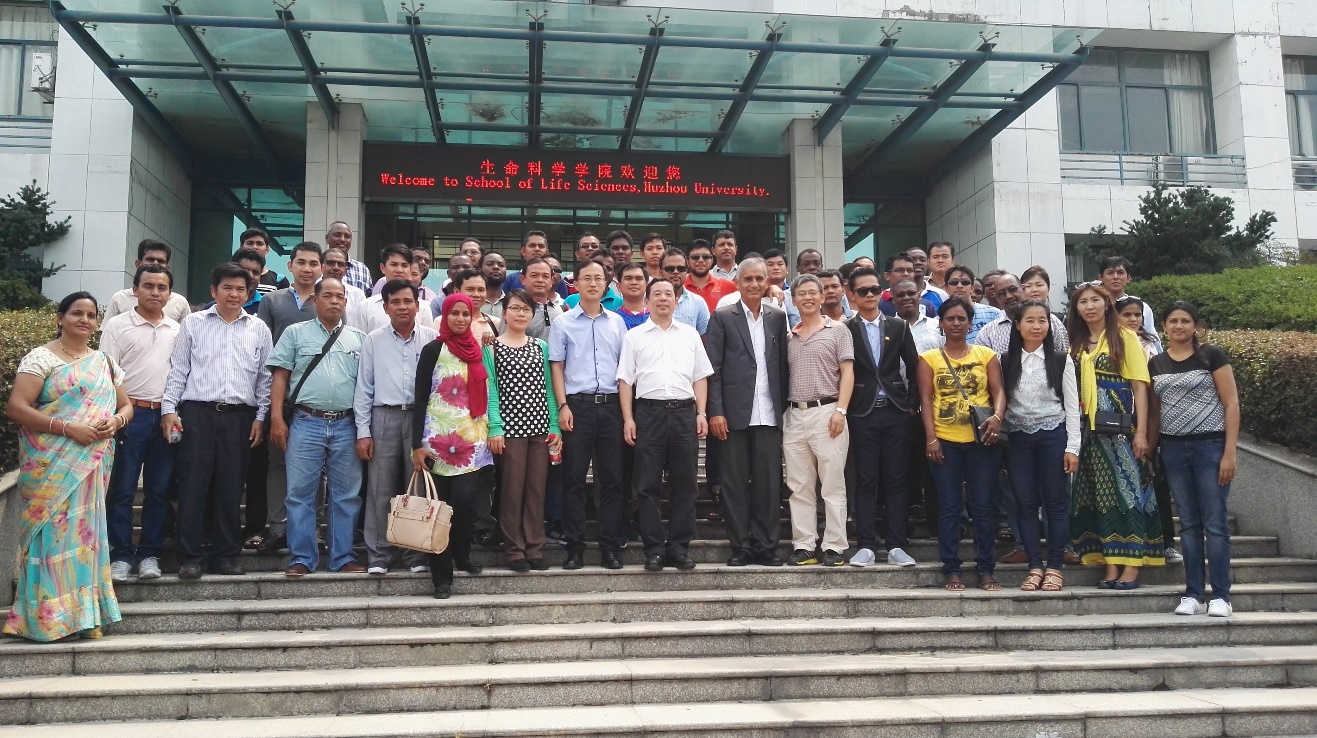 生命科学学院欢迎您
Welcome to School of Life Sciences,Huzhou University.